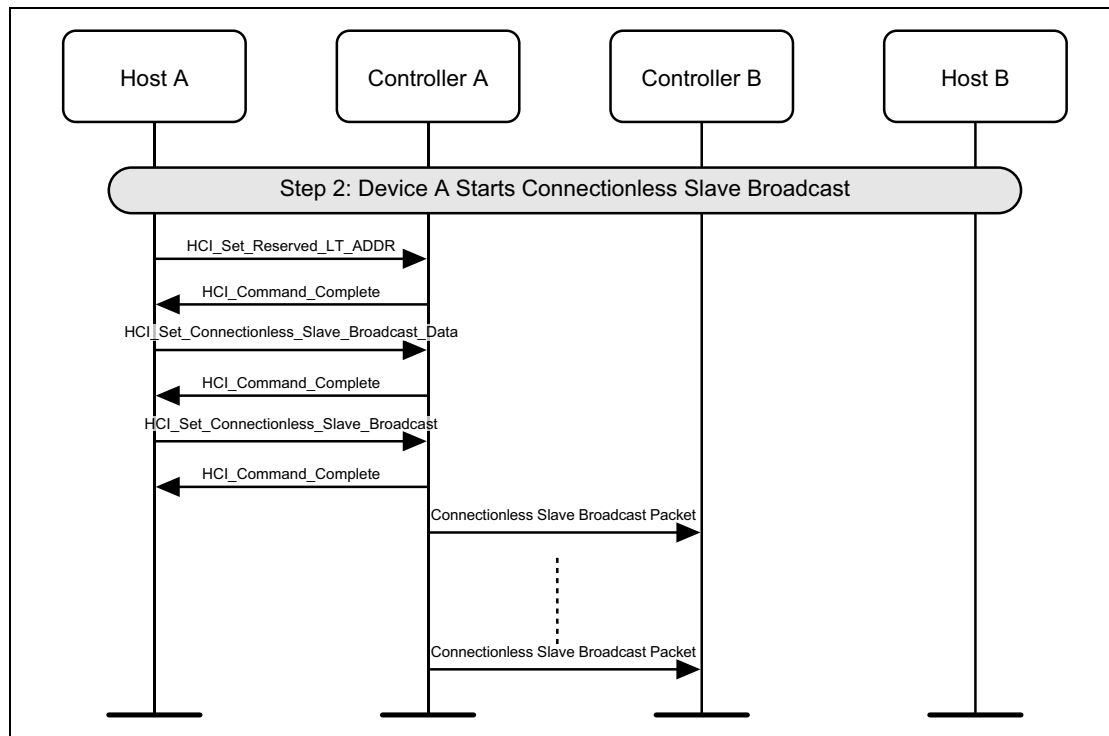 Host A
Controller A
Controller B
Host B
Step 2: Device A Starts Connectionless Slave Broadcast
HCI_Set_Reserved_LT_ADDR
HCI_Command_Complete
HCI_Set_Connectionless_Slave_Broadcast_Data
HCI_Command_Complete
HCI_Set_Connectionless_Slave_Broadcast
HCI_Command_Complete
Connectionless Slave Broadcast Packet
Connectionless Slave Broadcast Packet